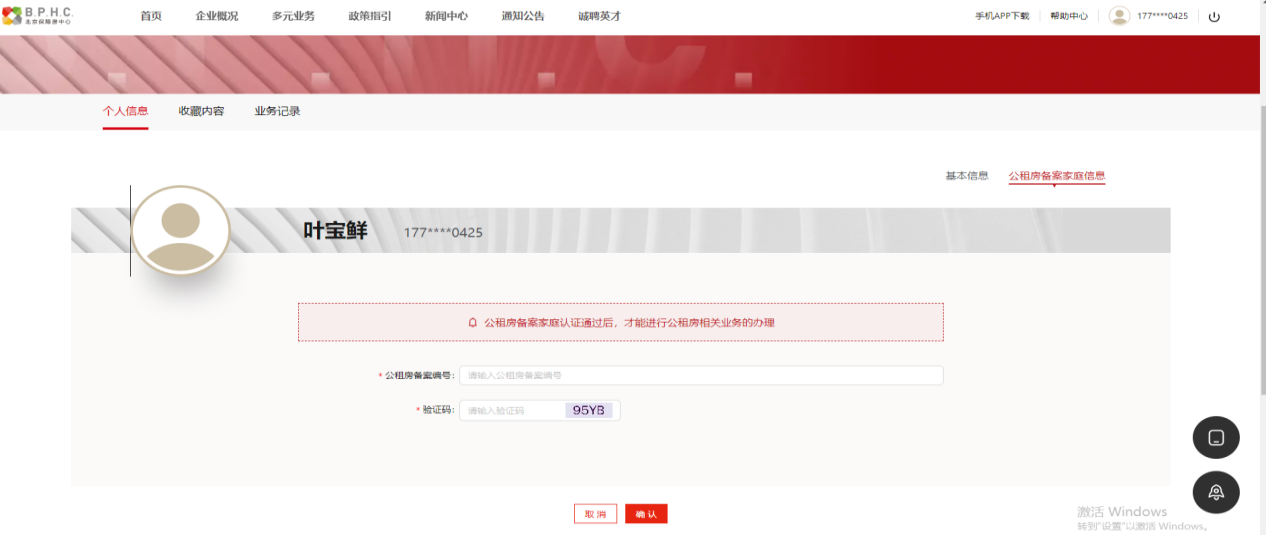 B.P.H.C.
北京保障房中心
首页 企业概况 多元业务 政策指引 新闻中心 通知公告 诚聘英才 手机APP下载 帮助中心 177****0425
个人信息 收藏内容 业务记录
基本信息 公租房备案家庭信息
叶宝鲜 177****0425
公租房备案家庭认证通过后，才能进行公租房相关业务的办理
* 公租房备案编号: 请输入公租房备案编号
* 验证码: 请输入验证码 95YB
取 消 确 认
激活 Windows
转到"设置"以激活 Windows。